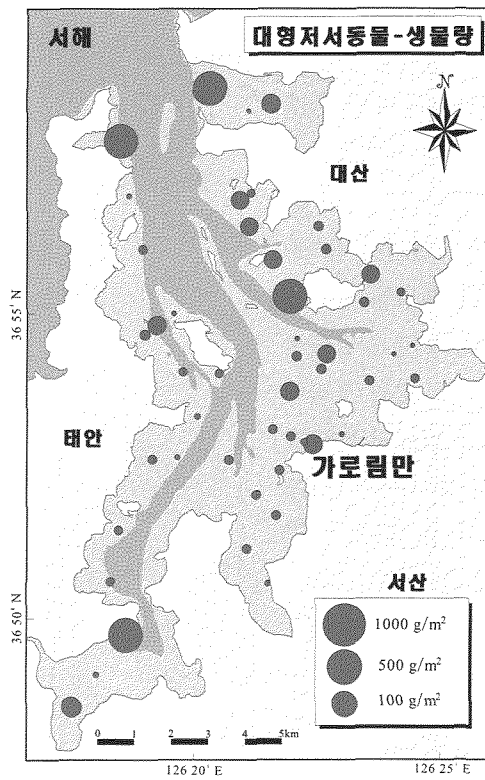 서해
대형저서동물-생물량
N
대산
36 55' N
태안
가로림만
서산
36 50' N
1000 g/m²
500 g/m²
100 g/m²
0 1 2 3 4 5km
126 20' E
126 25' E